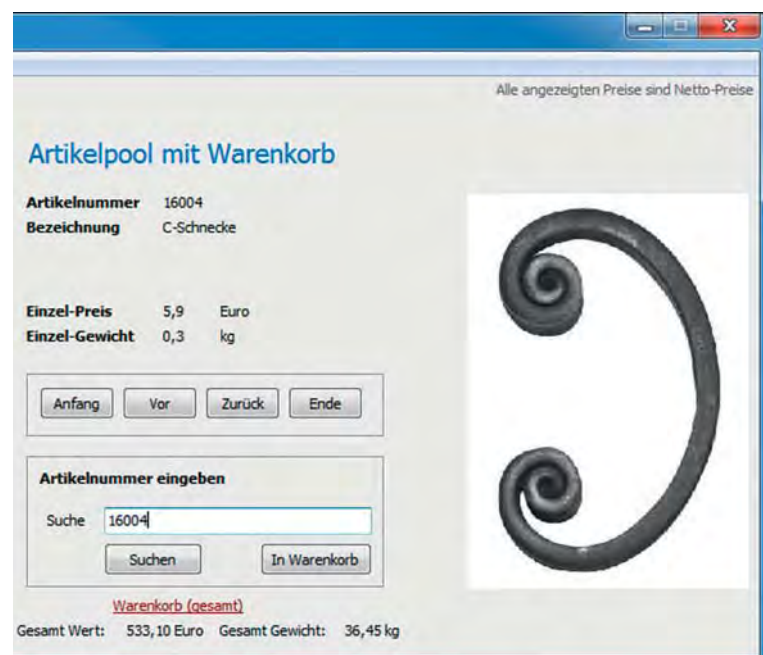 Alle angezeigten Preise sind Netto-Preise
Artikelpool mit Warenkorb
Artikelnummer 16004
Bezeichnung C-Schnecke
Einzel-Preis 5,9 Euro
Einzel-Gewicht 0,3 kg
Anfang Vor Zurück Ende
Artikelnummer eingeben
Suche 16004
Suchen In Warenkorb
Warenkorb (gesamt)
Gesamt Wert: 533,10 Euro Gesamt Gewicht: 36,45 kg